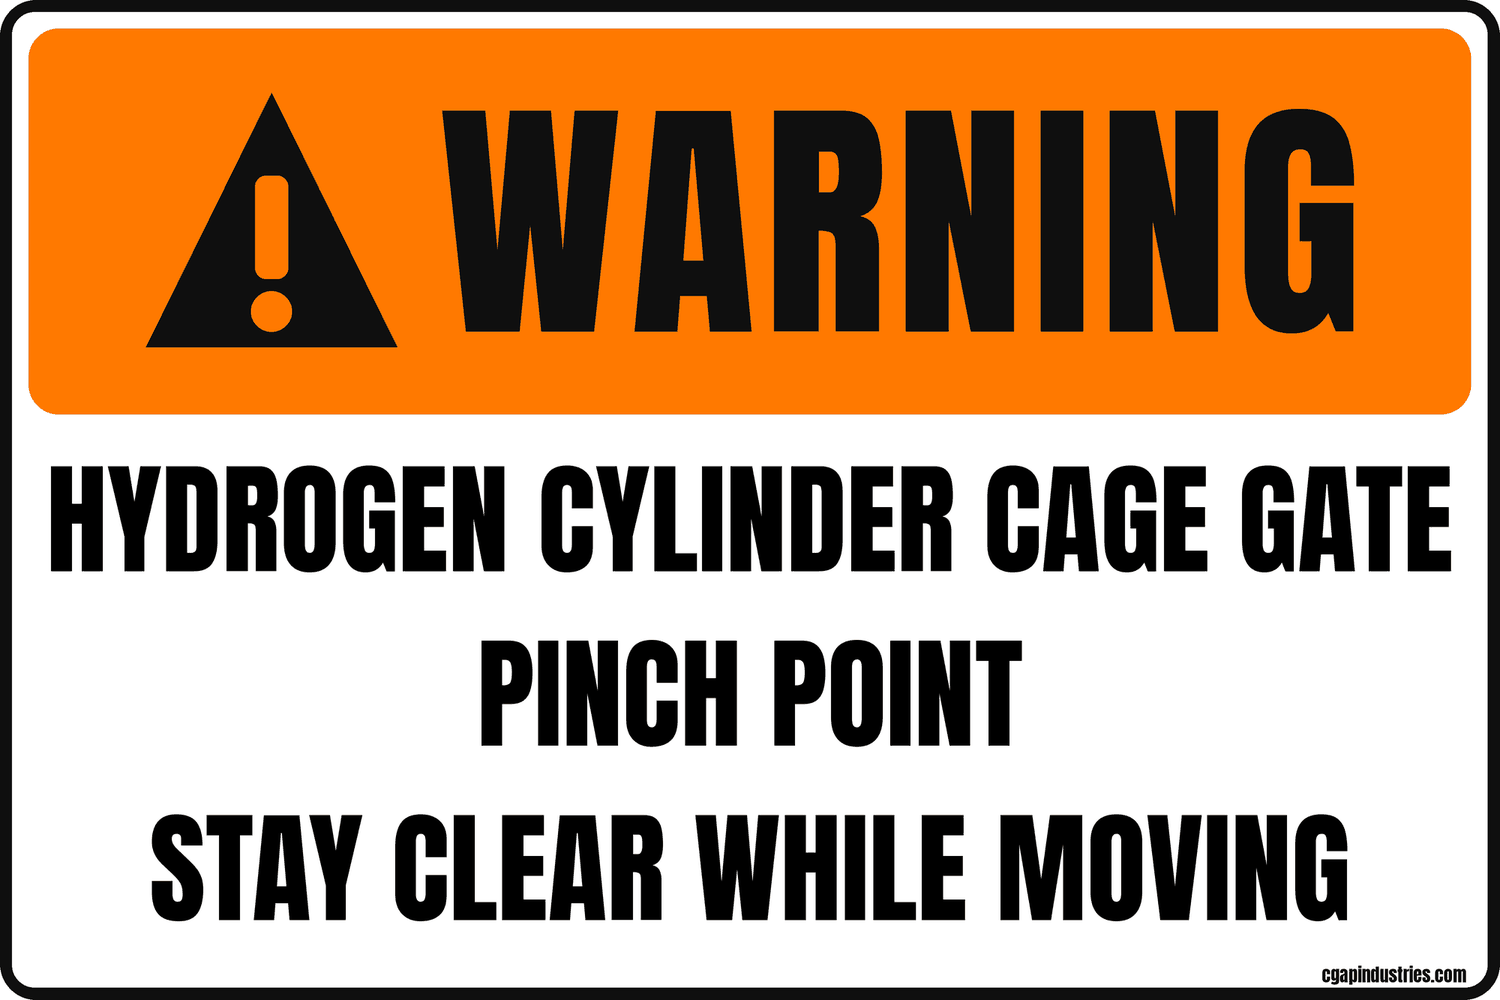 WARNING
HYDROGEN CYLINDER CAGE GATE
PINCH POINT
STAY CLEAR WHILE MOVING
cgapindustries.com